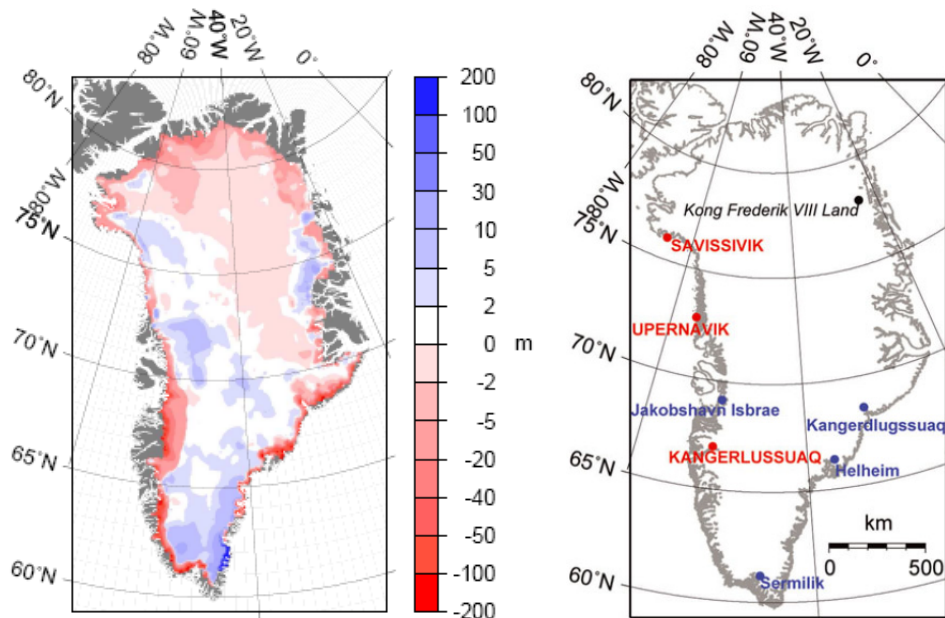 80°W
60°W
40°W
20°W
0°
80°N
80°W
75°N
70°N
65°N
60°N
200
100
50
30
10
5
2
0
-2
-5
-20
-40
-50
-100
-200
m
80°W
60°W
40°W
20°W
0°
80°N
80°W
75°N
70°N
65°N
60°N
Kong Frederik VIII Land
SAVISSIVIK
UPERNAVIK
Jakobshavn Isbrae
Kangerdlugssuaq
KANGERLUSSUAQ
Helheim
Sermilik
km
0 500